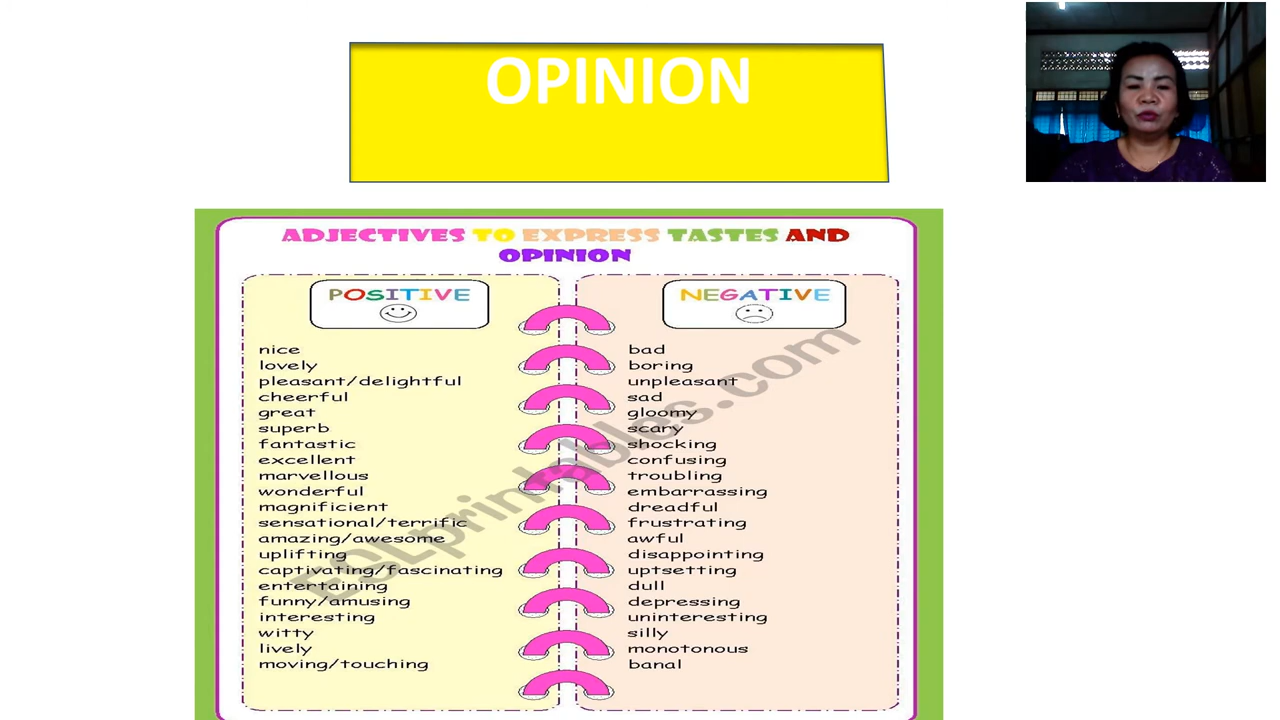 OPINION
ADJECTIVES TO EXPRESS TASTES AND
OPINION
POSITIVE
nice
lovely
pleasant/delightful
cheerful
great
superb
fantastic
excellent
marvellous
wonderful
magnificient
sensational/terrific
amazing/awesome
uplifting
captivating/fascinating
entertaining
funny/amusing
interesting
witty
lively
moving/touching
NEGATIVE
bad
boring
unpleasant
sad
gloomy
scary
shocking
confusing
troubling
embarrassing
dreadful
frustrating
awful
disappointing
uptsetting
dull
depressing
uninteresting
silly
monotonous
banal
ESLprintables.com